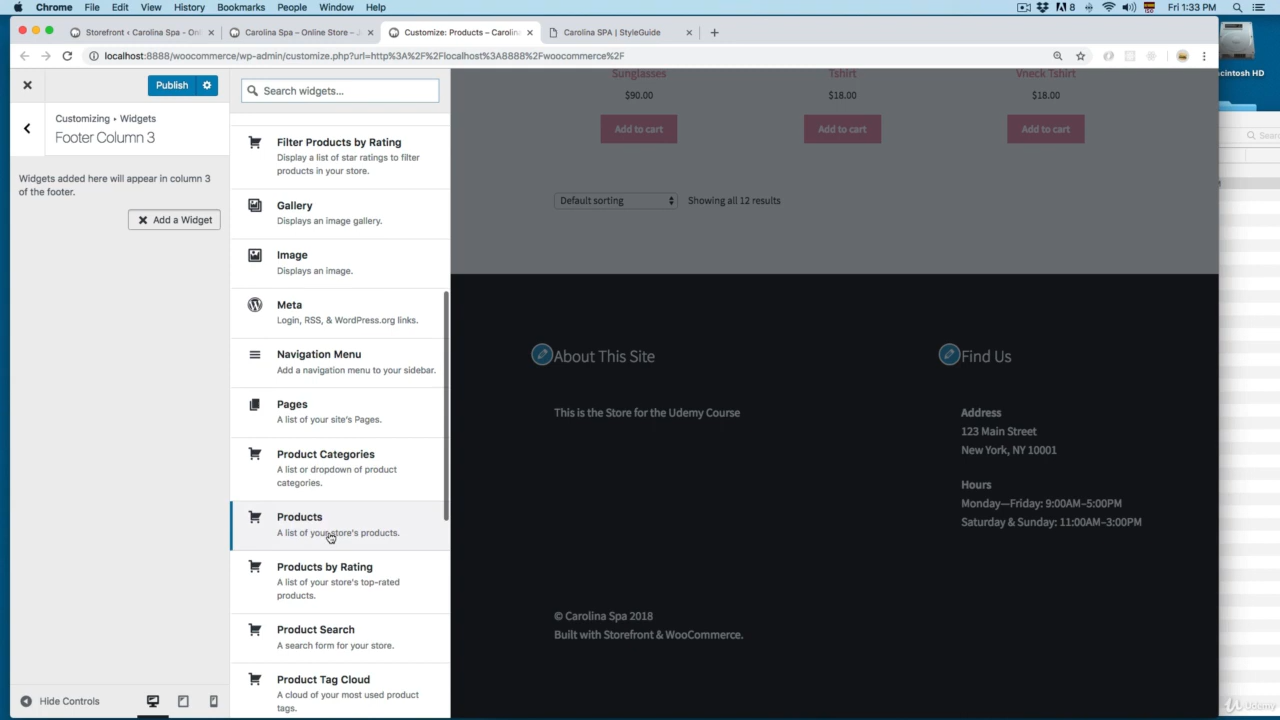 Chrome File Edit View History Bookmarks People Window Help
8
Fri 1:33 PM
Storefront ‹ Carolina Spa - Onl
Carolina Spa – Online Store –
Customize: Products – Carolina
Carolina SPA | StyleGuide
localhost:8888/woocommerce/wp-admin/customize.php?url=http%3A%2F%2Flocalhost%3A8888%2Fwoocommerce%2F
Publish
Search widgets...
Customizing ▸ Widgets
Footer Column 3
Widgets added here will appear in column 3
of the footer.
Add a Widget
Filter Products by Rating
Display a list of star ratings to filter
products in your store.
Gallery
Displays an image gallery.
Image
Displays an image.
Meta
Login, RSS, & WordPress.org links.
Navigation Menu
Add a navigation menu to your sidebar.
Pages
A list of your site's Pages.
Product Categories
A list or dropdown of product
categories.
Products
A list of your store's products.
Products by Rating
A list of your store's top-rated
products.
Product Search
A search form for your store.
Product Tag Cloud
A cloud of your most used product
tags.
Hide Controls
Sunglasses
Tshirt
Vneck Tshirt
$90.00
$18.00
$18.00
Add to cart
Add to cart
Add to cart
Default sorting
Showing all 12 results
About This Site
This is the Store for the Udemy Course
Find Us
Address
123 Main Street
New York, NY 10001
Hours
Monday—Friday: 9:00AM–5:00PM
Saturday & Sunday: 11:00AM–3:00PM
© Carolina Spa 2018
Built with Storefront & WooCommerce.
acintosh HD
Sear
Udemy